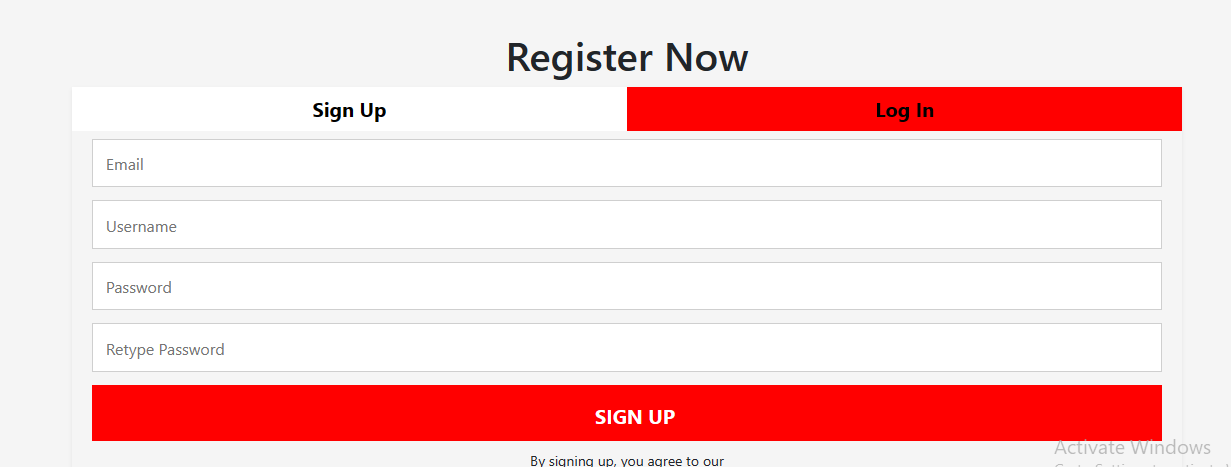 Register Now
Sign Up
Log In
Email
Username
Password
Retype Password
SIGN UP
By signing up, you agree to our
Activate Windows